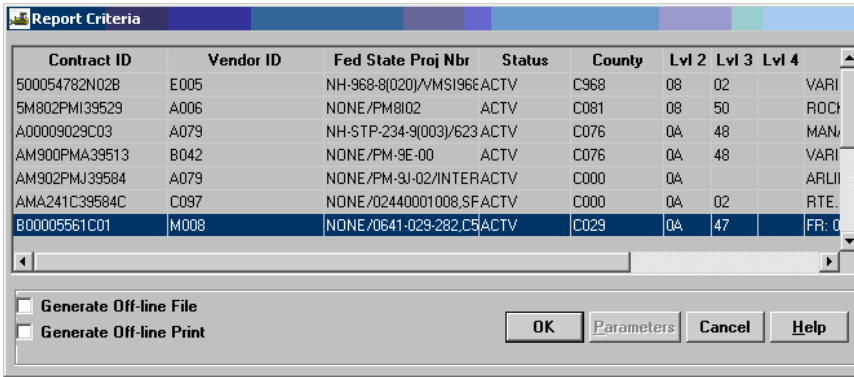 Report Criteria
Contract ID Vendor ID Fed State Proj Nbr Status County Lvl 2 Lvl 3 Lvl 4
500054782N02B E005 NH-968-8(020)/VMSI968 ACTV C968 08 02 VARI
5M802PMI39529 A006 NONE/PM8I02 ACTV C081 08 50 ROCK
A00009029C03 A079 NH-STP-234-9(003)/623 ACTV C076 0A 48 MAN
AM900PMA39513 B042 NONE/PM-9E-00 ACTV C076 0A 48 VARI
AM902PMJ39584 A079 NONE/PM-9J-02/INTER ACTV C000 0A ARLI
AMA241C39584C C097 NONE/02440001008,SF ACTV C000 0A 02 RTE.
B00005561C01 M008 NONE/0641-029-282,C5 ACTV C029 0A 47 FR: 0
Generate Off-line File
Generate Off-line Print
OK Parameters Cancel Help